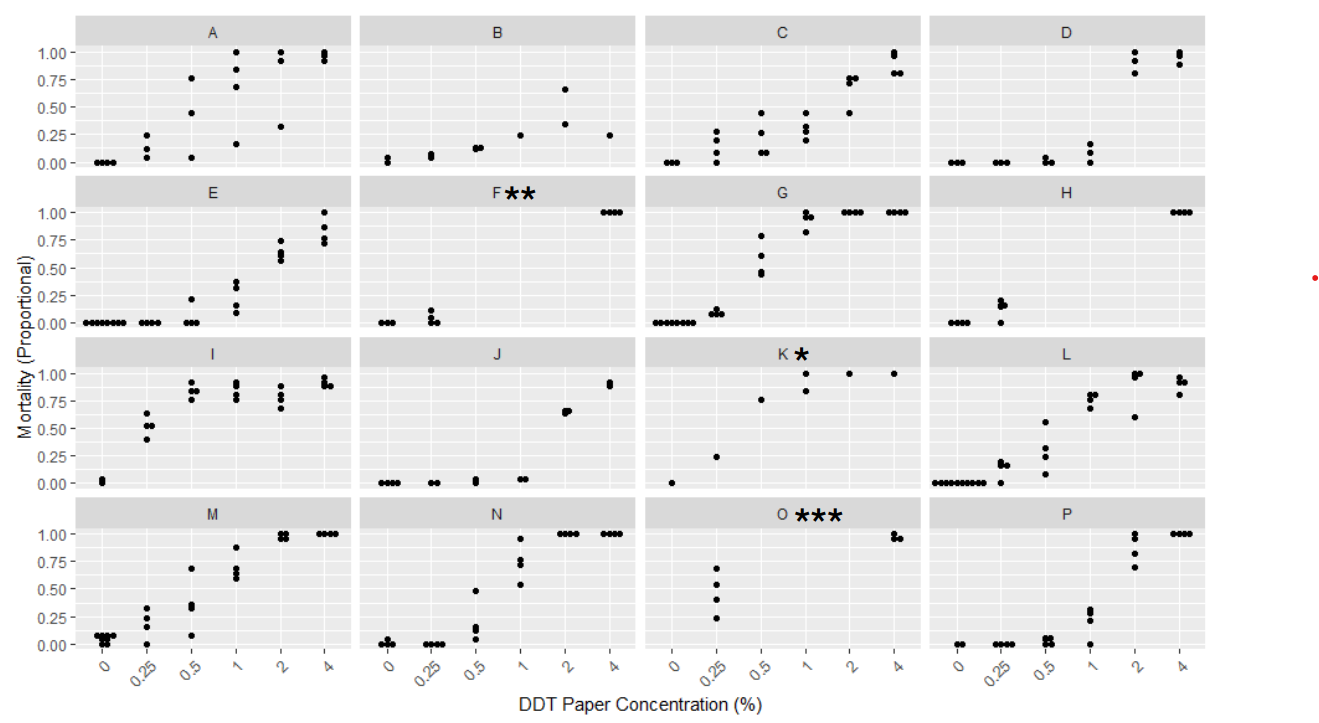 A B C D
1.00
0.75
0.50
0.25
0.00
E F ** G H
1.00
0.75
0.50
0.25
0.00
I J K * L
1.00
0.75
0.50
0.25
0.00
M N O *** P
1.00
0.75
0.50
0.25
0.00
Mortality (Proportional)
0 0.25 0.5 1 2 4 0 0.25 0.5 1 2 4 0 0.25 0.5 1 2 4 0 0.25 0.5 1 2 4
DDT Paper Concentration (%)